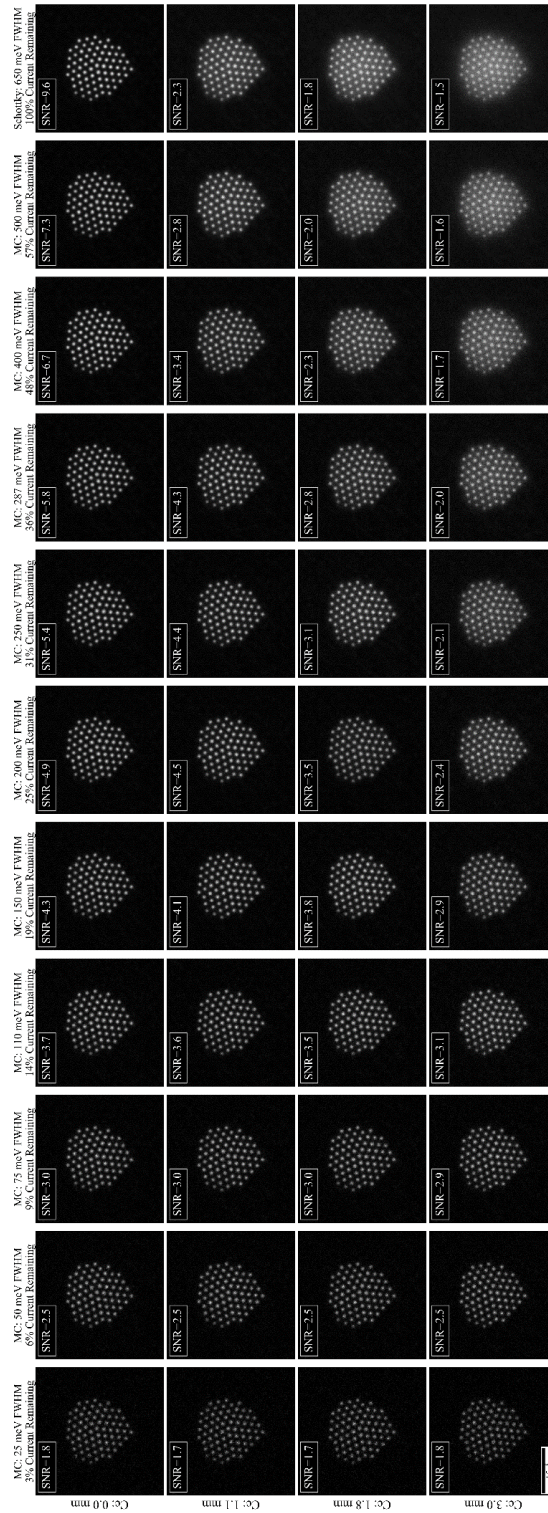 MC: 25 meV FWHM
3% Current Remaining
MC: 50 meV FWHM
6% Current Remaining
MC: 75 meV FWHM
9% Current Remaining
MC: 110 meV FWHM
14% Current Remaining
MC: 150 meV FWHM
19% Current Remaining
MC: 200 meV FWHM
25% Current Remaining
MC: 250 meV FWHM
31% Current Remaining
MC: 287 meV FWHM
36% Current Remaining
MC: 400 meV FWHM
48% Current Remaining
MC: 500 meV FWHM
57% Current Remaining
Schottky: 650 meV FWHM
100% Current Remaining
Cc: 0.0 mm
SNR~1.8
SNR~2.5
SNR~3.0
SNR~3.7
SNR~4.3
SNR~4.9
SNR~5.4
SNR~5.8
SNR~6.7
SNR~7.3
SNR~9.6
Cc: 1.1 mm
SNR~1.7
SNR~2.5
SNR~3.0
SNR~3.6
SNR~4.1
SNR~4.5
SNR~4.4
SNR~4.3
SNR~3.4
SNR~2.8
SNR~2.3
Cc: 1.8 mm
SNR~1.7
SNR~2.5
SNR~3.0
SNR~3.5
SNR~3.8
SNR~3.5
SNR~3.1
SNR~2.8
SNR~2.3
SNR~2.0
SNR~1.8
Cc: 3.0 mm
SNR~1.8
SNR~2.5
SNR~2.9
SNR~3.1
SNR~2.9
SNR~2.4
SNR~2.1
SNR~2.0
SNR~1.7
SNR~1.6
SNR~1.5